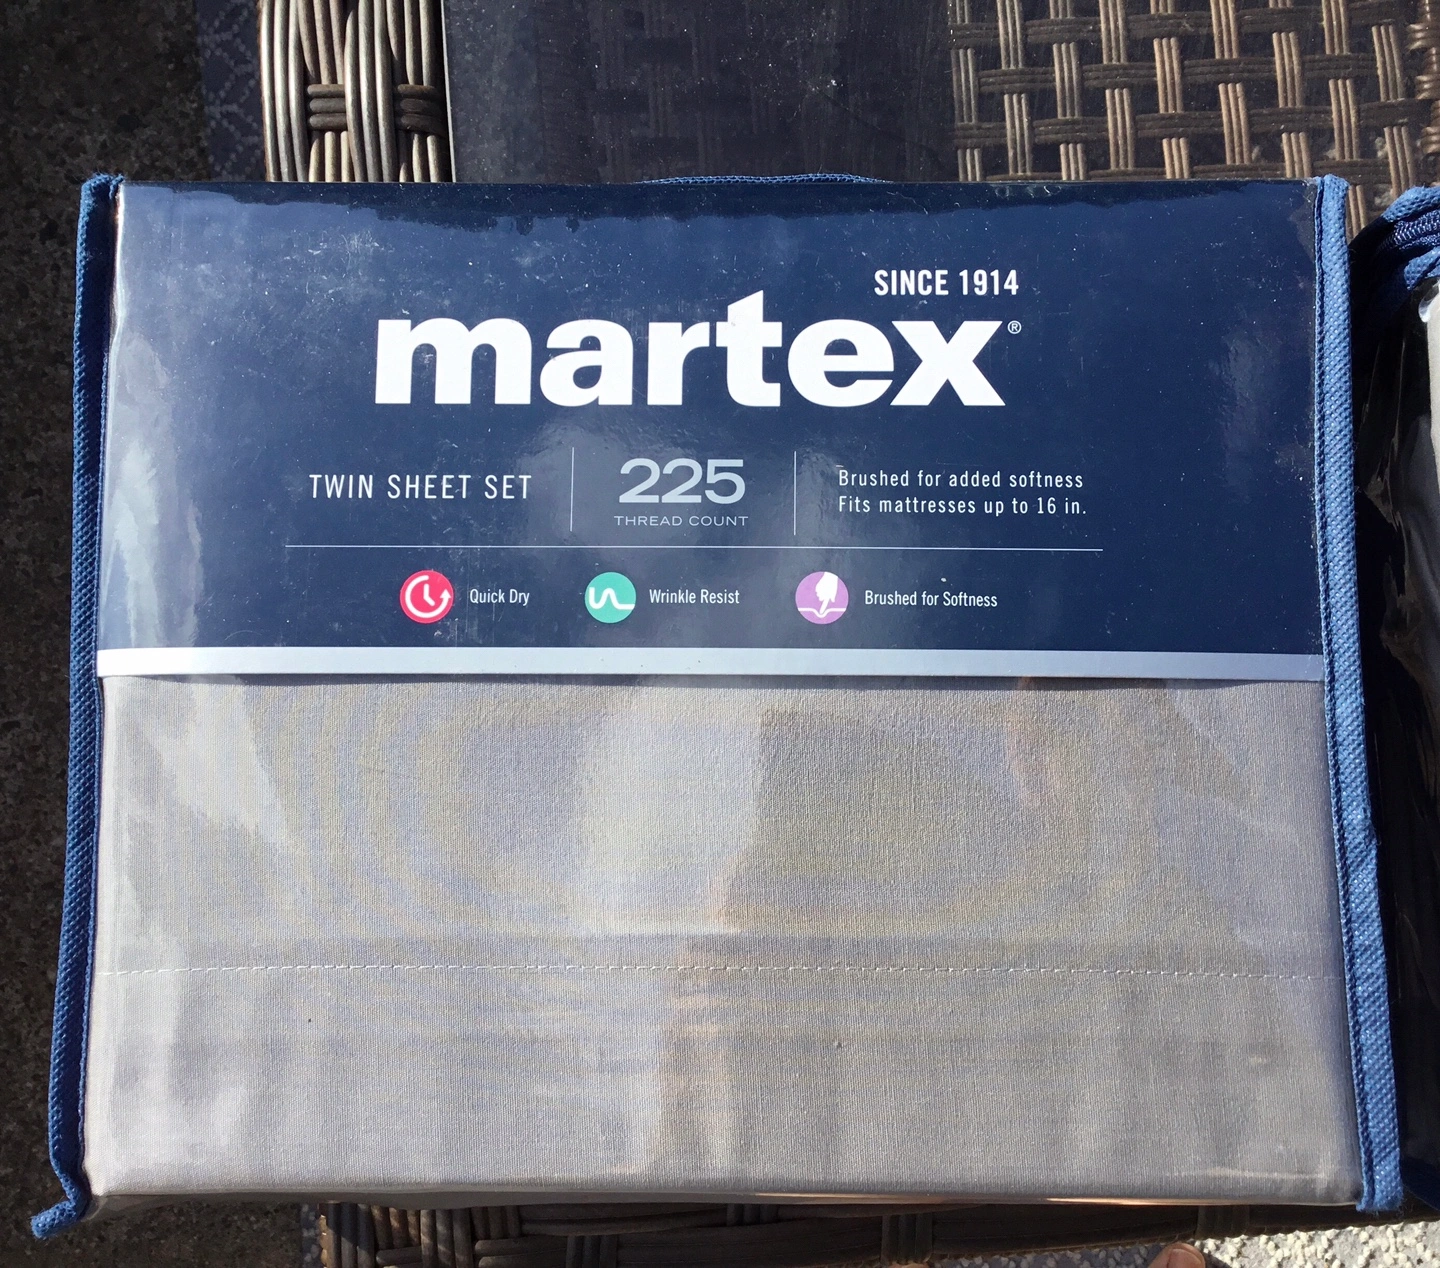 SINCE 1914
martex®
TWIN SHEET SET
225
THREAD COUNT
Brushed for added softness
Fits mattresses up to 16 in.
Quick Dry
Wrinkle Resist
Brushed for Softness